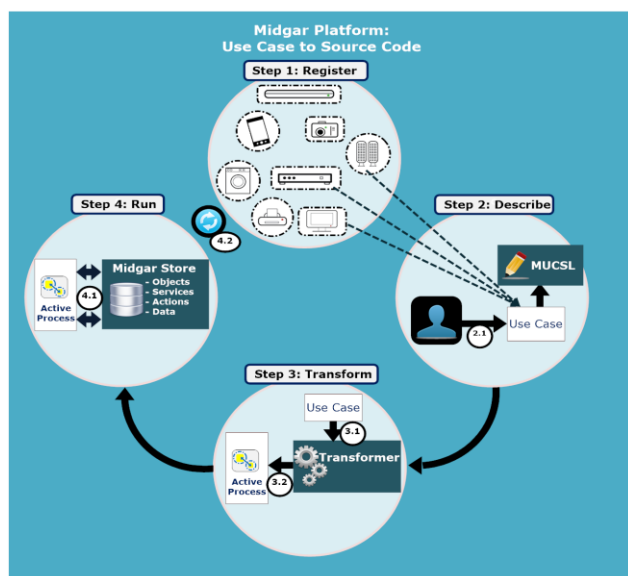 Midgar Platform:
Use Case to Source Code
Step 1: Register
Step 4: Run
4.2
Step 2: Describe
MUCSL
Midgar Store
- Objects
- Services
- Actions
- Data
4.1
Active
Process
2.1
Use Case
Step 3: Transform
Use Case
3.1
Transformer
3.2
Active
Process